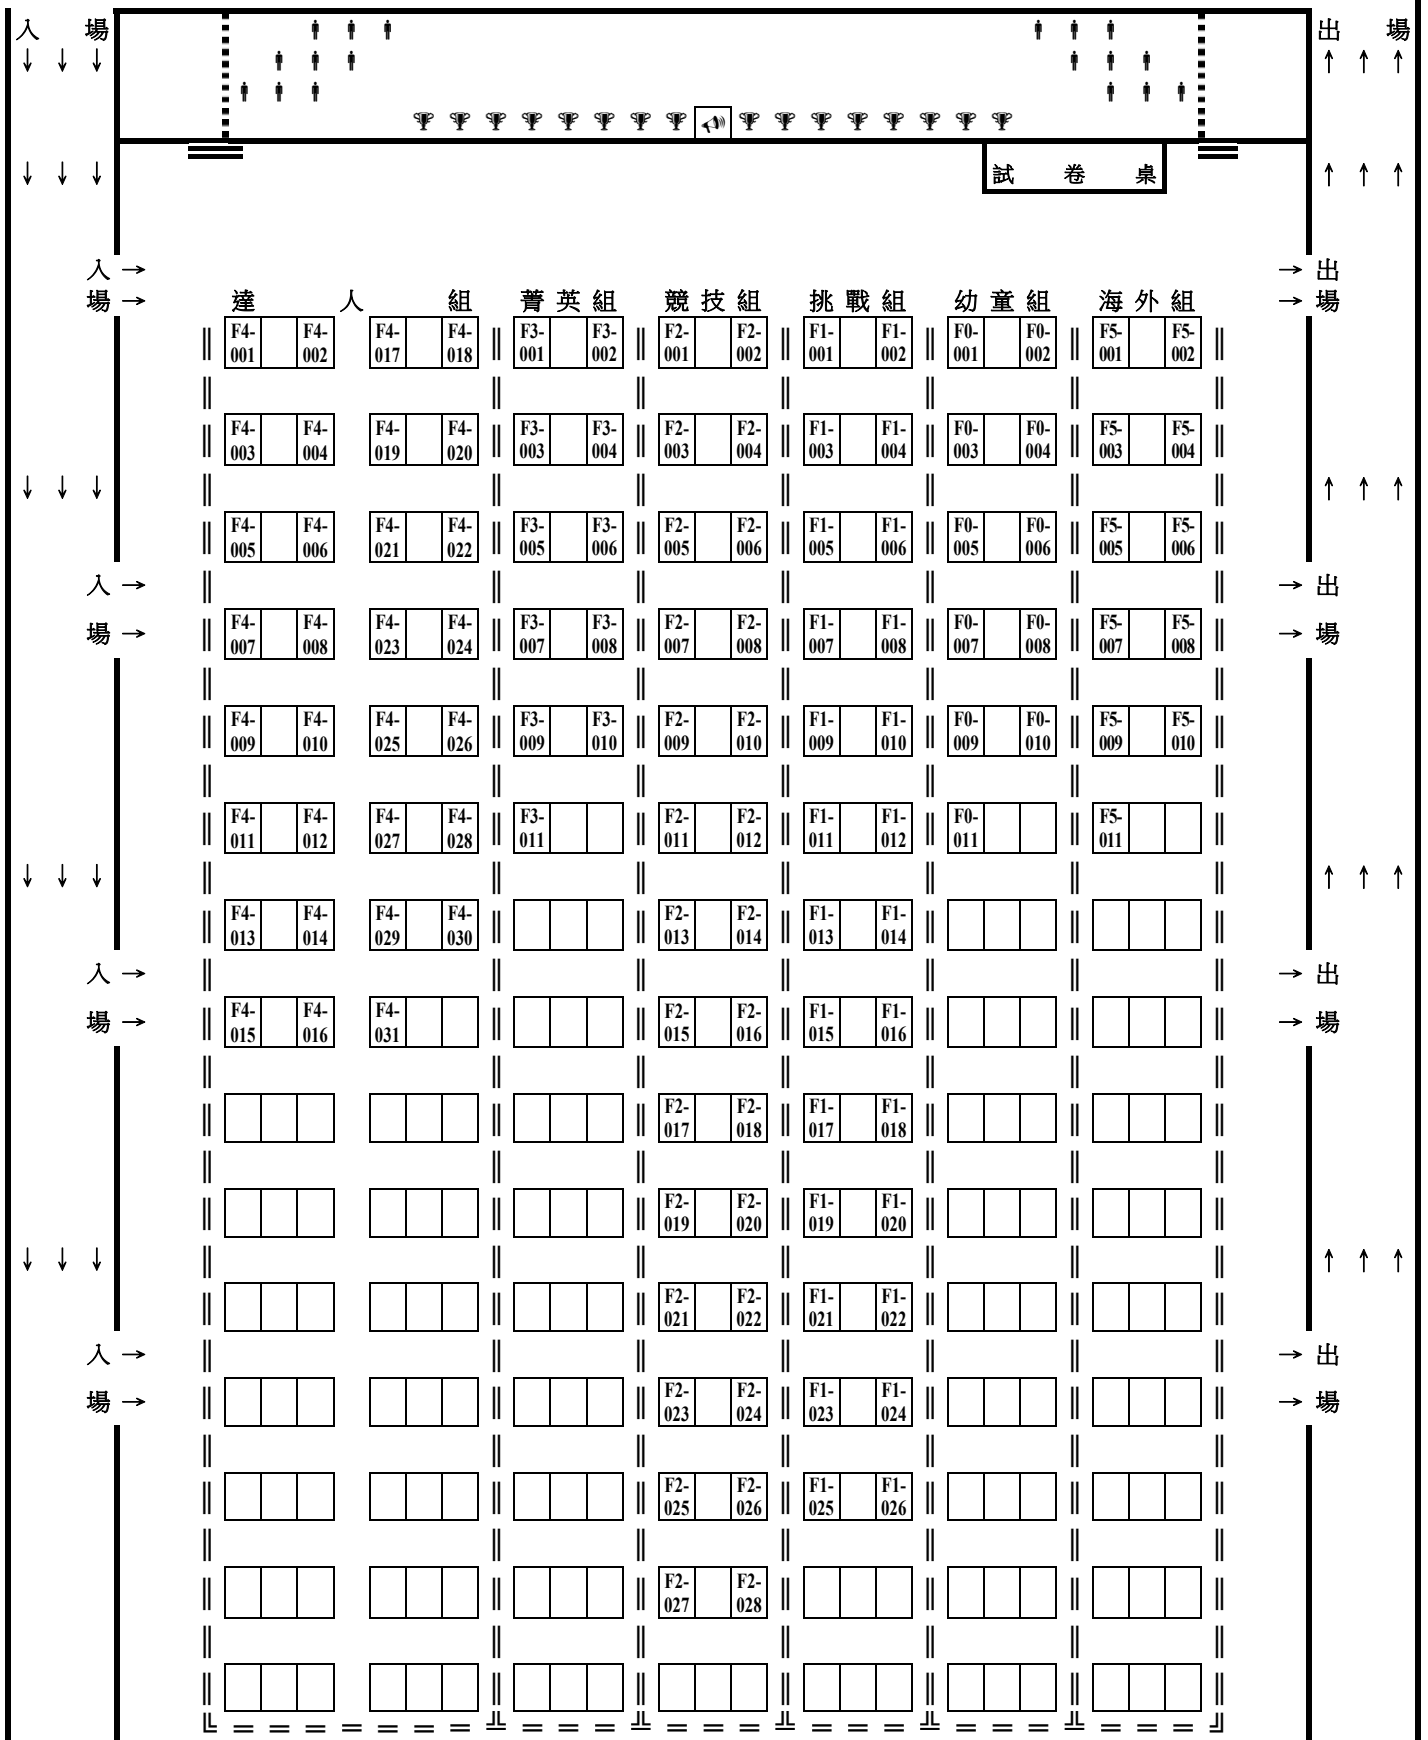 入 場 出 場
↓ ↓ ↓ ↑ ↑ ↑
↓ ↓ ↓ 試 卷 桌 ↑ ↑ ↑
入 → → 出
場 → 達 人 組 菁英組 競技組 挑戰組 幼童組 海外組 → 場
F4-001 F4-002 F4-017 F4-018 F3-001 F3-002 F2-001 F2-002 F1-001 F1-002 F0-001 F0-002 F5-001 F5-002
F4-003 F4-004 F4-019 F4-020 F3-003 F3-004 F2-003 F2-004 F1-003 F1-004 F0-003 F0-004 F5-003 F5-004
↓ ↓ ↓ ↑ ↑ ↑
F4-005 F4-006 F4-021 F4-022 F3-005 F3-006 F2-005 F2-006 F1-005 F1-006 F0-005 F0-006 F5-005 F5-006
入 → → 出
場 → F4-007 F4-008 F4-023 F4-024 F3-007 F3-008 F2-007 F2-008 F1-007 F1-008 F0-007 F0-008 F5-007 F5-008 → 場
F4-009 F4-010 F4-025 F4-026 F3-009 F3-010 F2-009 F2-010 F1-009 F1-010 F0-009 F0-010 F5-009 F5-010
F4-011 F4-012 F4-027 F4-028 F3-011 F2-011 F2-012 F1-011 F1-012 F0-011 F5-011
↓ ↓ ↓ ↑ ↑ ↑
F4-013 F4-014 F4-029 F4-030 F2-013 F2-014 F1-013 F1-014
入 → → 出
場 → F4-015 F4-016 F4-031 F2-015 F2-016 F1-015 F1-016 → 場
F2-017 F2-018 F1-017 F1-018
F2-019 F2-020 F1-019 F1-020
↓ ↓ ↓ ↑ ↑ ↑
F2-021 F2-022 F1-021 F1-022
入 → → 出
場 → F2-023 F2-024 F1-023 F1-024 → 場
F2-025 F2-026 F1-025 F1-026
F2-027 F2-028